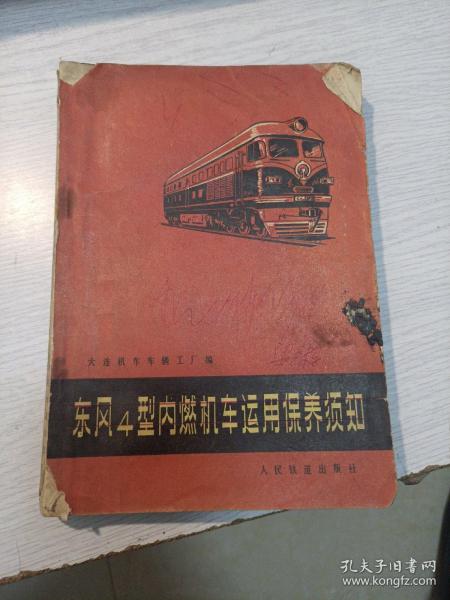 大连机车车辆工厂编
东风4型内燃机车运用保养须知
人民铁道出版社
孔夫子旧书网
www.kongfz.com